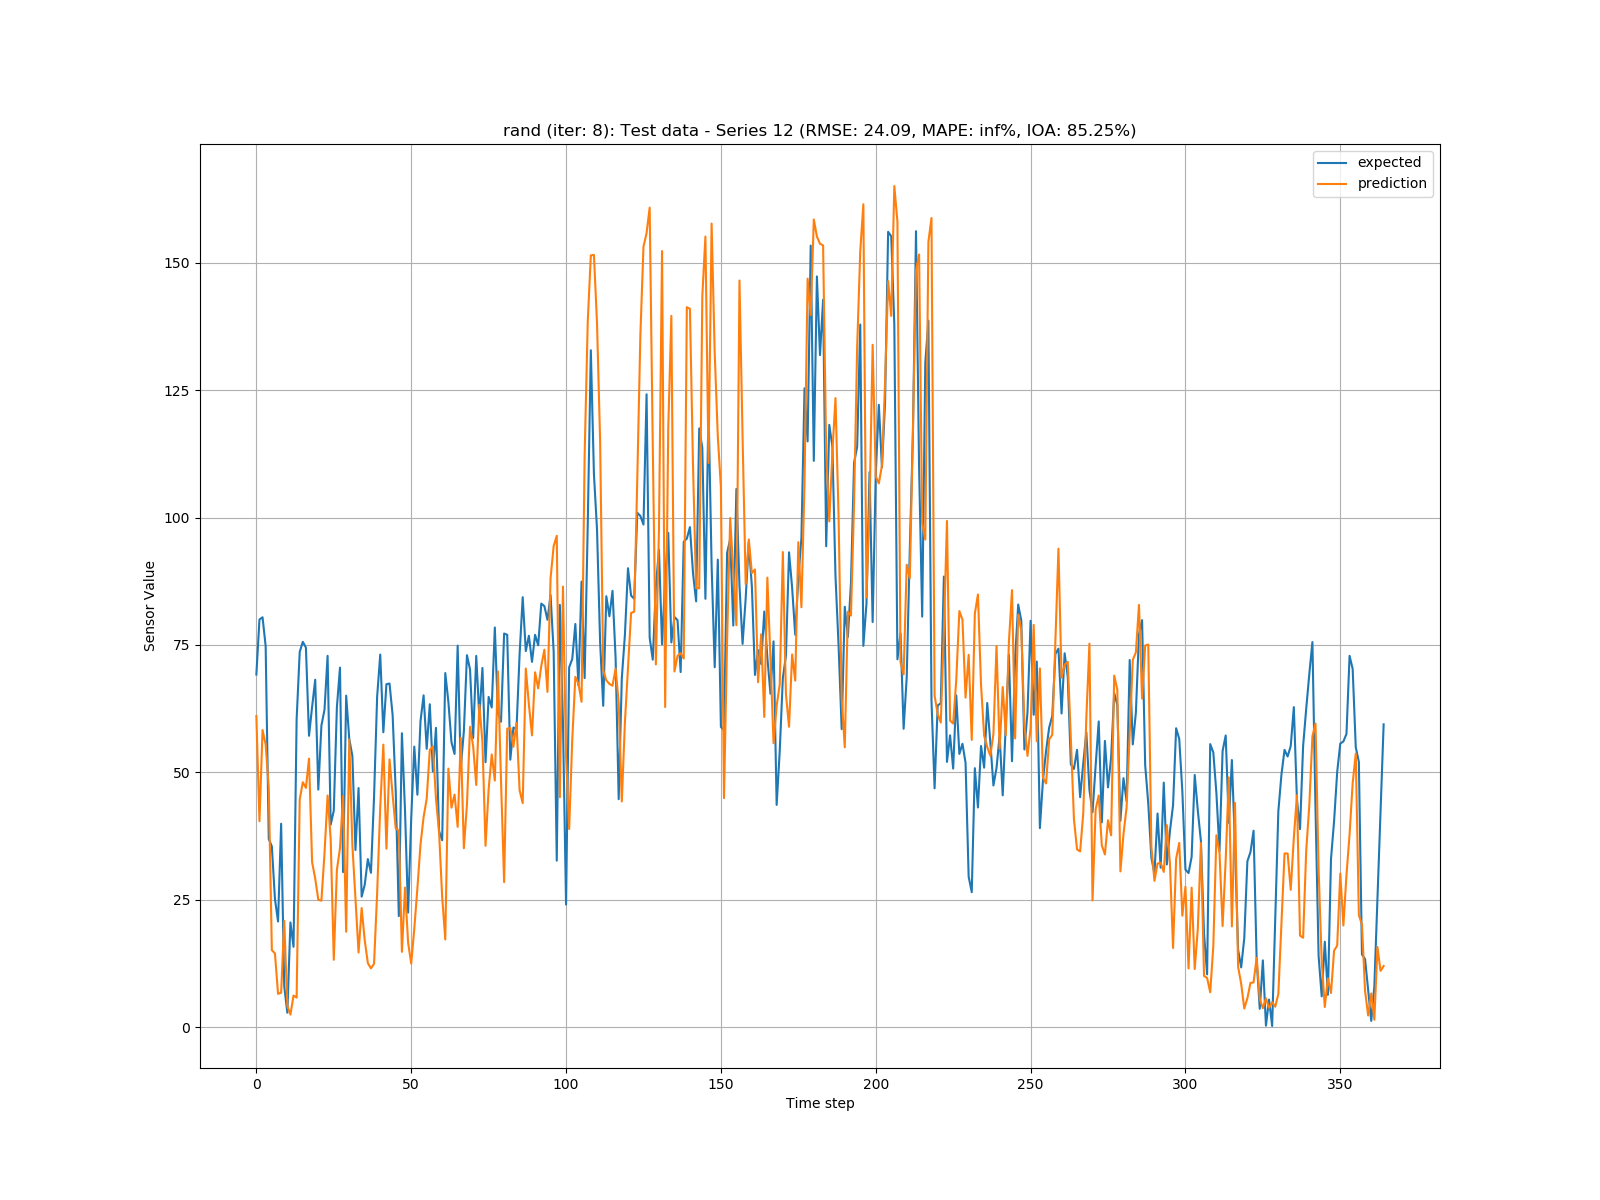 rand (iter: 8): Test data - Series 12 (RMSE: 24.09, MAPE: inf%, IOA: 85.25%)
expected
prediction
150
125
100
75
50
25
0
Sensor Value
0 50 100 150 200 250 300 350
Time step